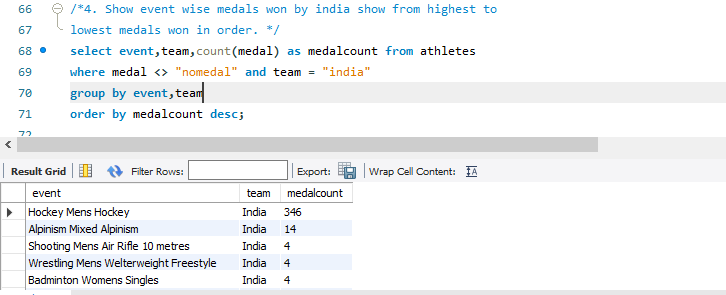 66 /*4. Show event wise medals won by india show from highest to
67 lowest medals won in order. */
68 select event,team,count(medal) as medalcount from athletes
69 where medal <> "nomedal" and team = "india"
70 group by event,team
71 order by medalcount desc;
72
Result Grid Filter Rows: Export: Wrap Cell Content: IA
event team medalcount
Hockey Mens Hockey India 346
Alpinism Mixed Alpinism India 14
Shooting Mens Air Rifle 10 metres India 4
Wrestling Mens Welterweight Freestyle India 4
Badminton Womens Singles India 4